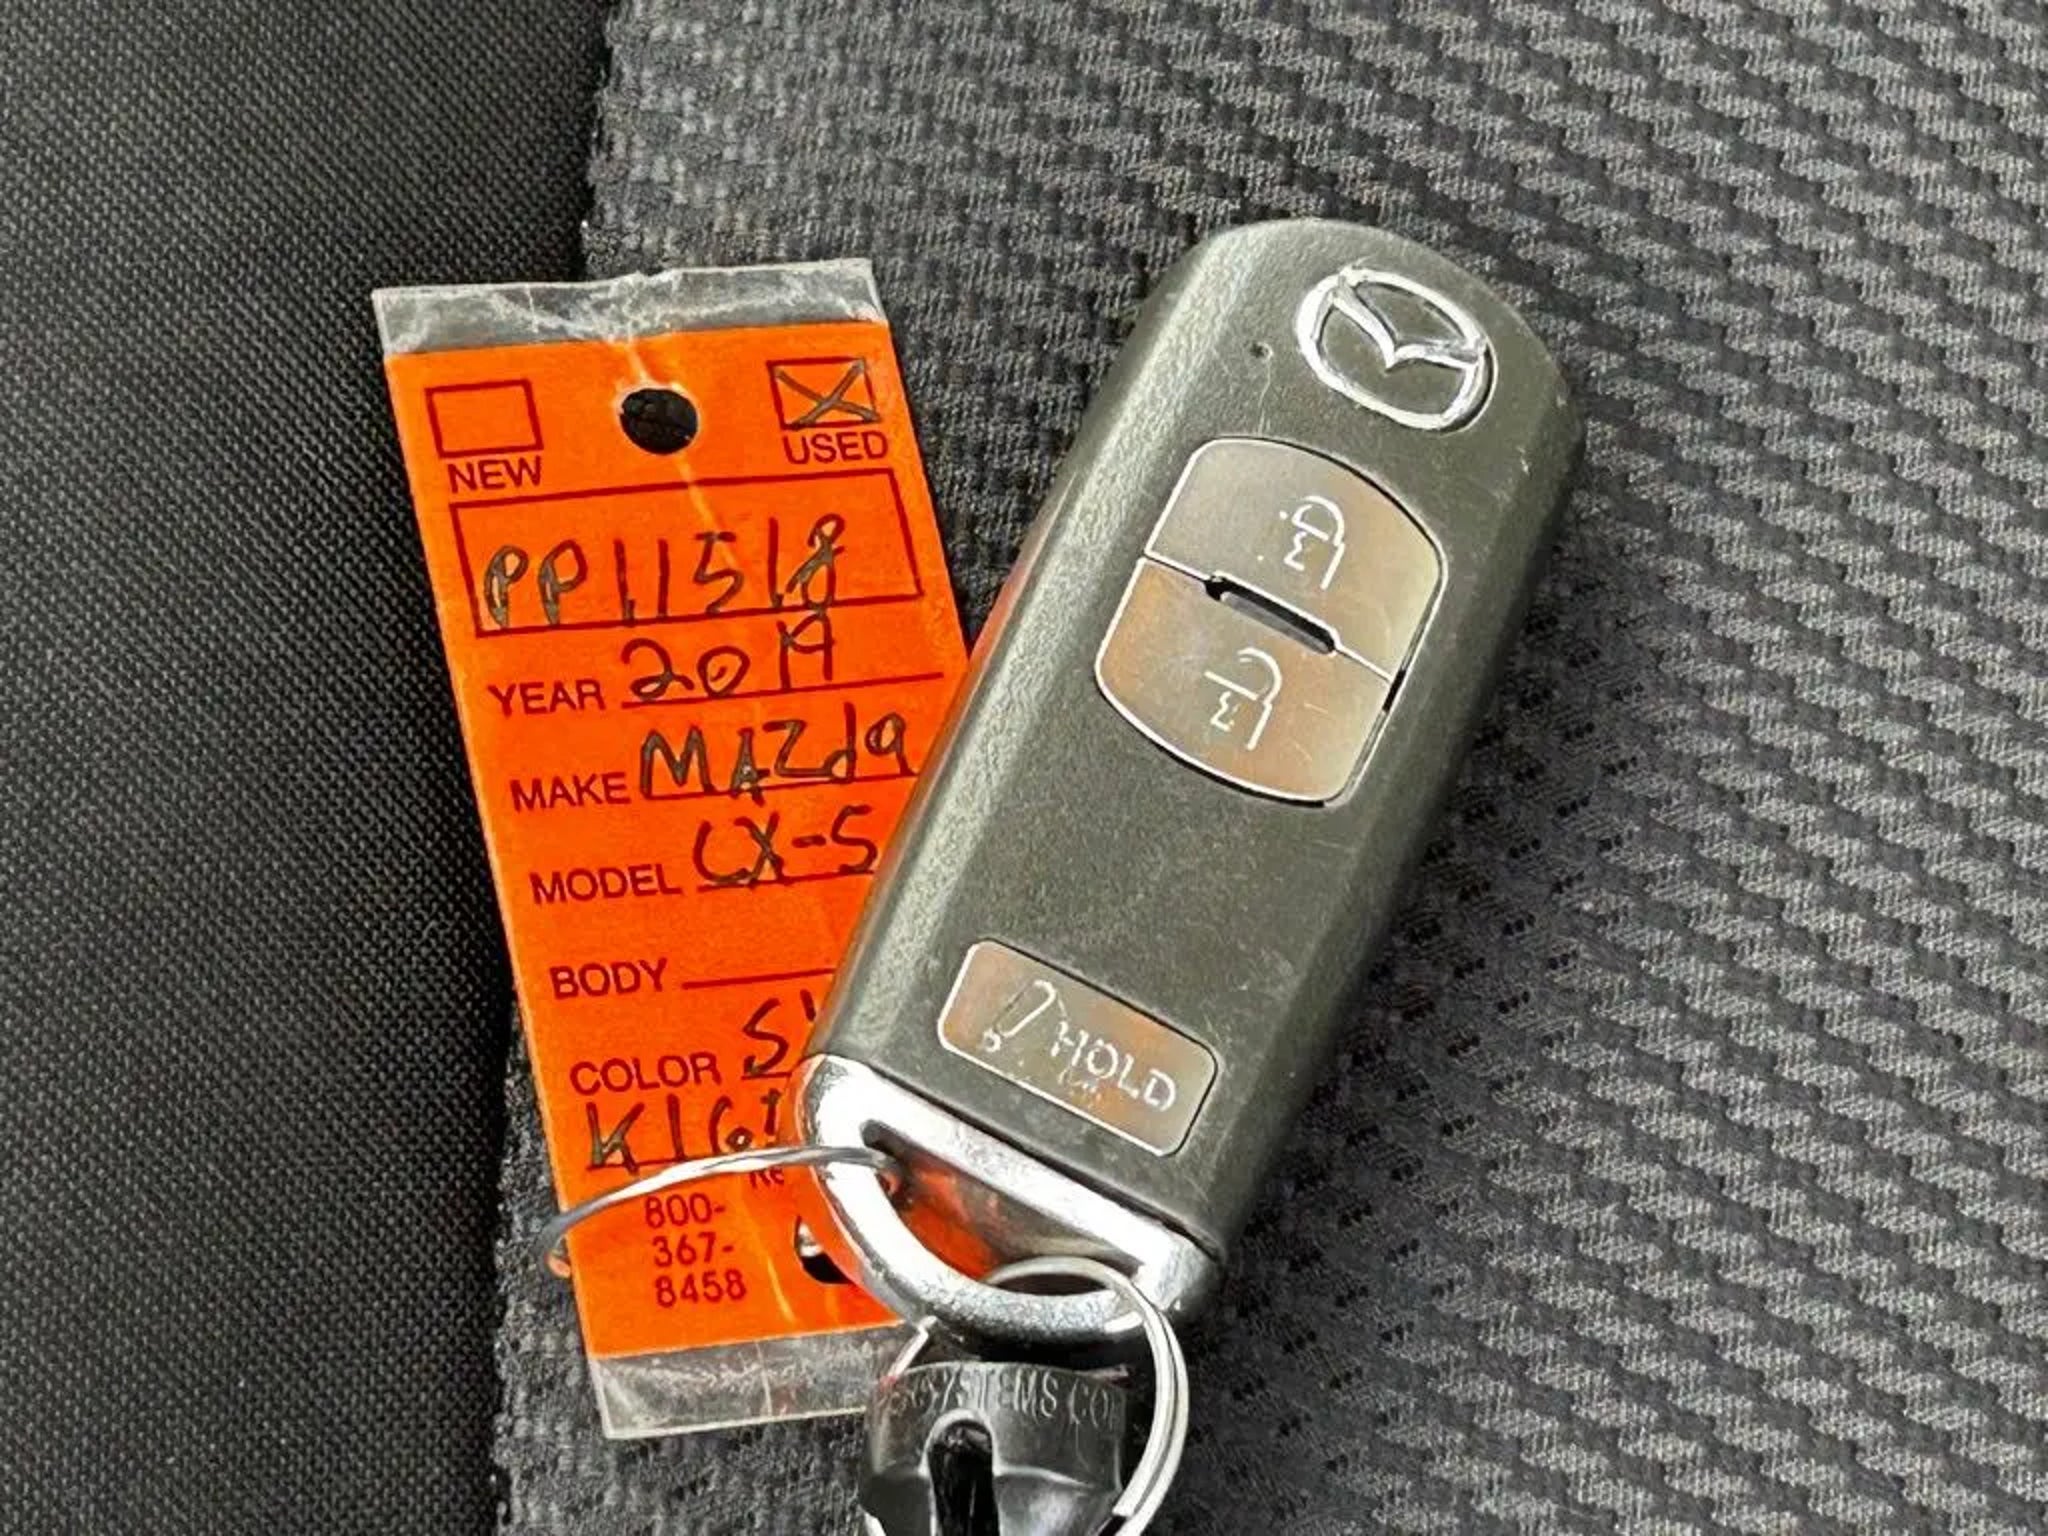 NEW USED
PP11518
YEAR 2019
MAKE MAZda
MODEL CX-5
BODY
COLOR
800-
367-
8458
HOLD